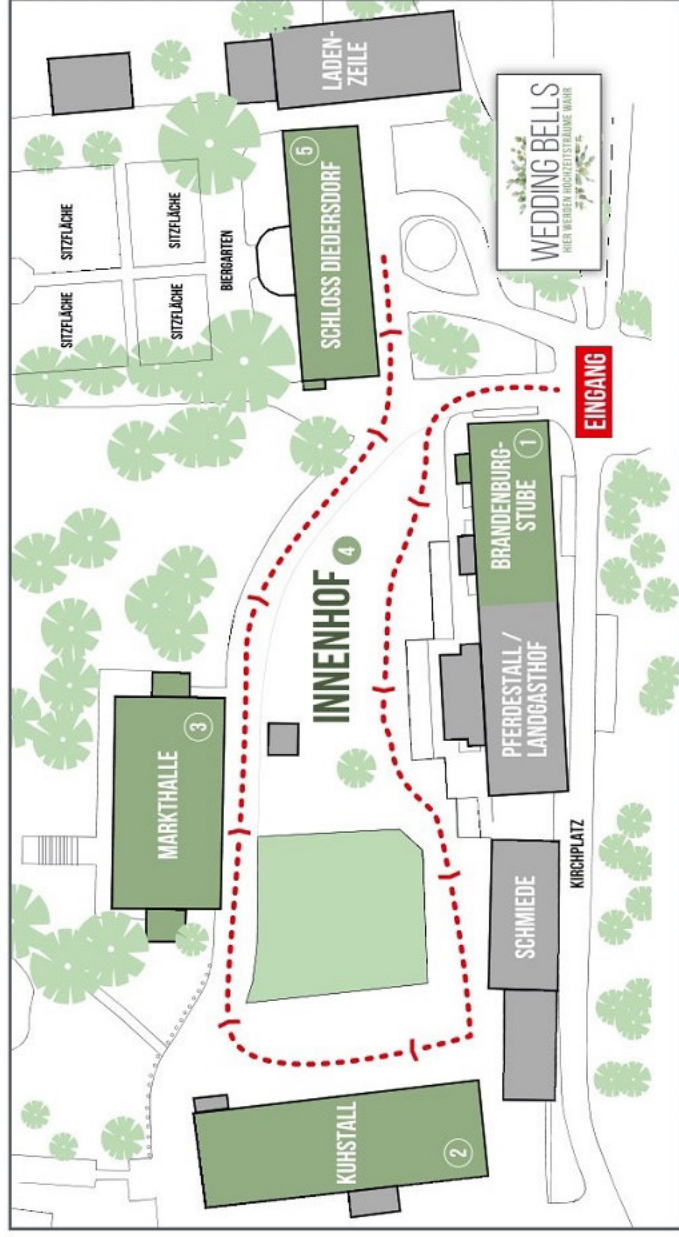 SITZFLÄCHE
SITZFLÄCHE
SITZFLÄCHE
SITZFLÄCHE
BIERGARTEN
LADEN-
ZEILE
SCHLOSS DIEDERSDORF
5
MARKTHALLE
3
INNENHOF 4
KUHSTALL
2
WEDDING BELLS
HIER WERDEN HOCHZEITSTRÄUME WAHR
BRANDENBURG-
STUBE
1
PFERDESTALL /
LANDGASTHOF
SCHMIEDE
EINGANG
KIRCHPLATZ